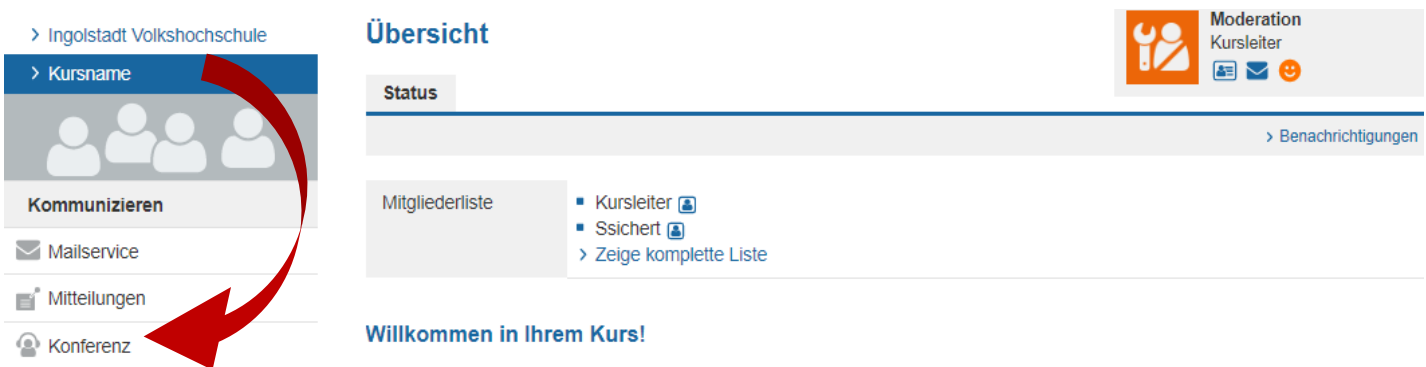 > Ingolstadt Volkshochschule
> Kursname
Kommunizieren
Mailservice
Mitteilungen
Konferenz
Übersicht
Status
> Benachrichtigungen
Mitgliederliste
Kursleiter
Ssichert
> Zeige komplette Liste
Willkommen in Ihrem Kurs!
Moderation
Kursleiter